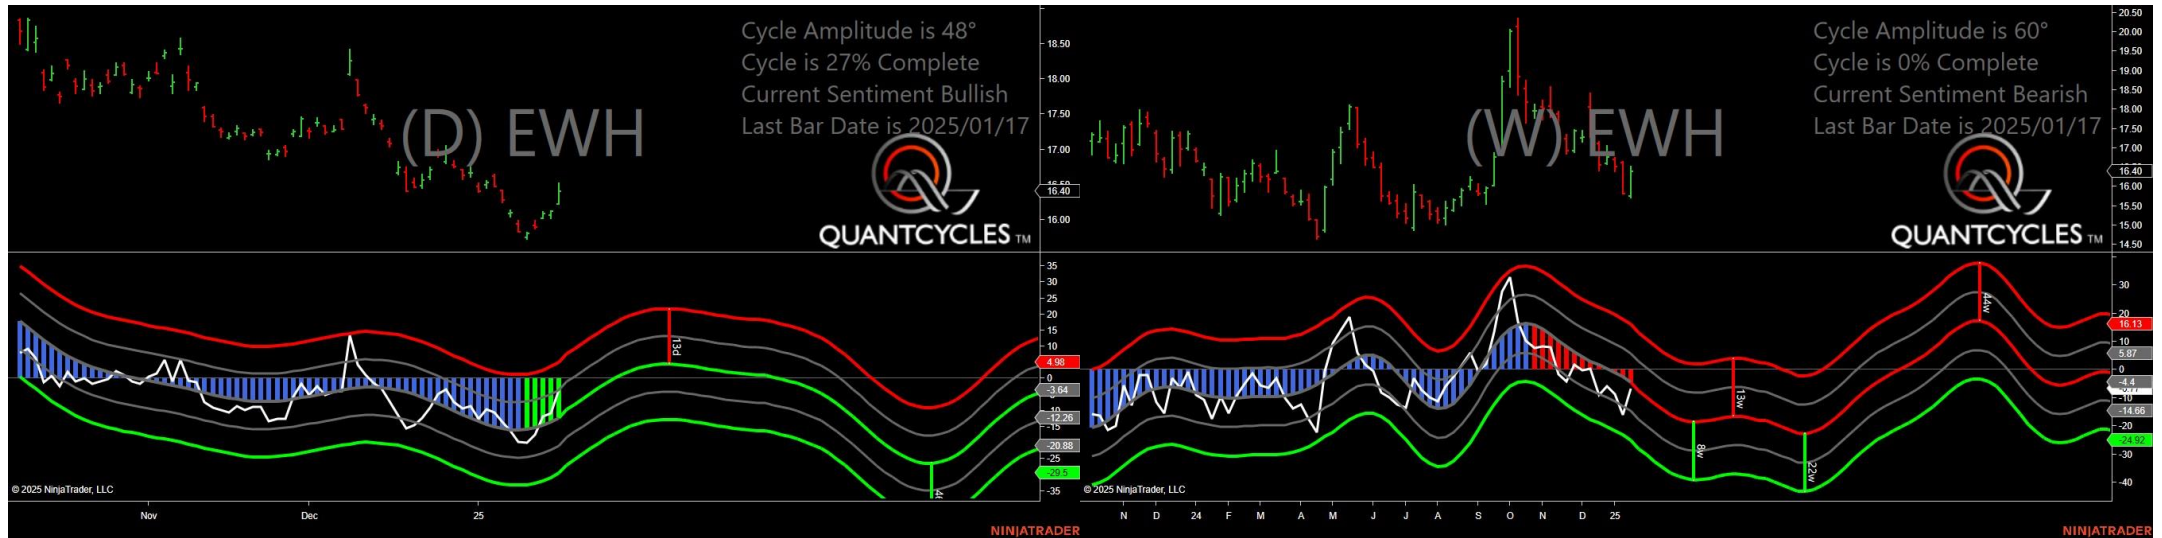 Cycle Amplitude is 48°
Cycle is 27% Complete
Current Sentiment Bullish
Last Bar Date is 2025/01/17
(D) EWH
QUANTCYCLES TM
18.50
18.00
17.50
17.00
16.40
16.00
35
30
25
20
15
10
5
4.98
0
-3.64
-12.26
-15
-20.88
-25
-29.5
-35
13d
© 2025 NinjaTrader, LLC
Nov
Dec
25
NINJATRADER
Cycle Amplitude is 60°
Cycle is 0% Complete
Current Sentiment Bearish
Last Bar Date is 2025/01/17
(W) EWH
QUANTCYCLES TM
20.50
20.00
19.50
19.00
18.50
18.00
17.50
17.00
16.40
16.00
15.50
15.00
14.50
30
20
16.13
5.87
0
-4.4
-10
-14.66
-20
-24.92
-30
-40
44w
13w
8w
22w
© 2025 NinjaTrader, LLC
N
D
24
F
M
A
M
J
J
A
S
O
N
D
25
NINJATRADER